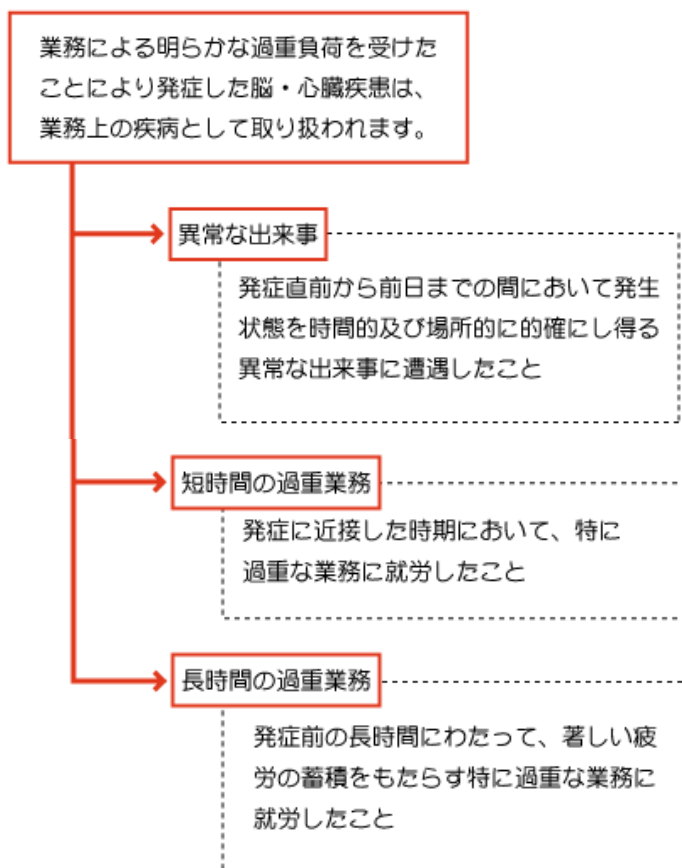 業務による明らかな過重負荷を受けた
ことにより発症した脳・心臓疾患は、
業務上の疾病として取り扱われます。
異常な出来事
発症直前から前日までの間において発生
状態を時間的及び場所的に的確にし得る
異常な出来事に遭遇したこと
短時間の過重業務
発症に近接した時期において、特に
過重な業務に就労したこと
長時間の過重業務
発症前の長時間にわたって、著しい疲
労の蓄積をもたらす特に過重な業務に
就労したこと